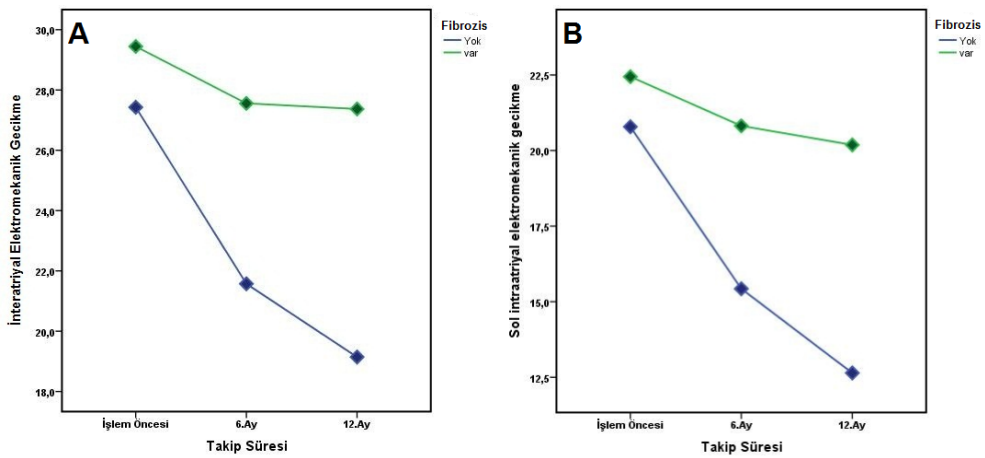 A
İnteratriyal Elektromekanik Gecikme
30,0
28,0
26,0
24,0
22,0
20,0
18,0
İşlem Öncesi
6.Ay
12.Ay
Takip Süresi
Fibrozis
Yok
var
B
Sol intraatriyal elektromekanik gecikme
22,5
20,0
17,5
15,0
12,5
İşlem Öncesi
6.Ay
12.Ay
Takip Süresi
Fibrozis
Yok
var